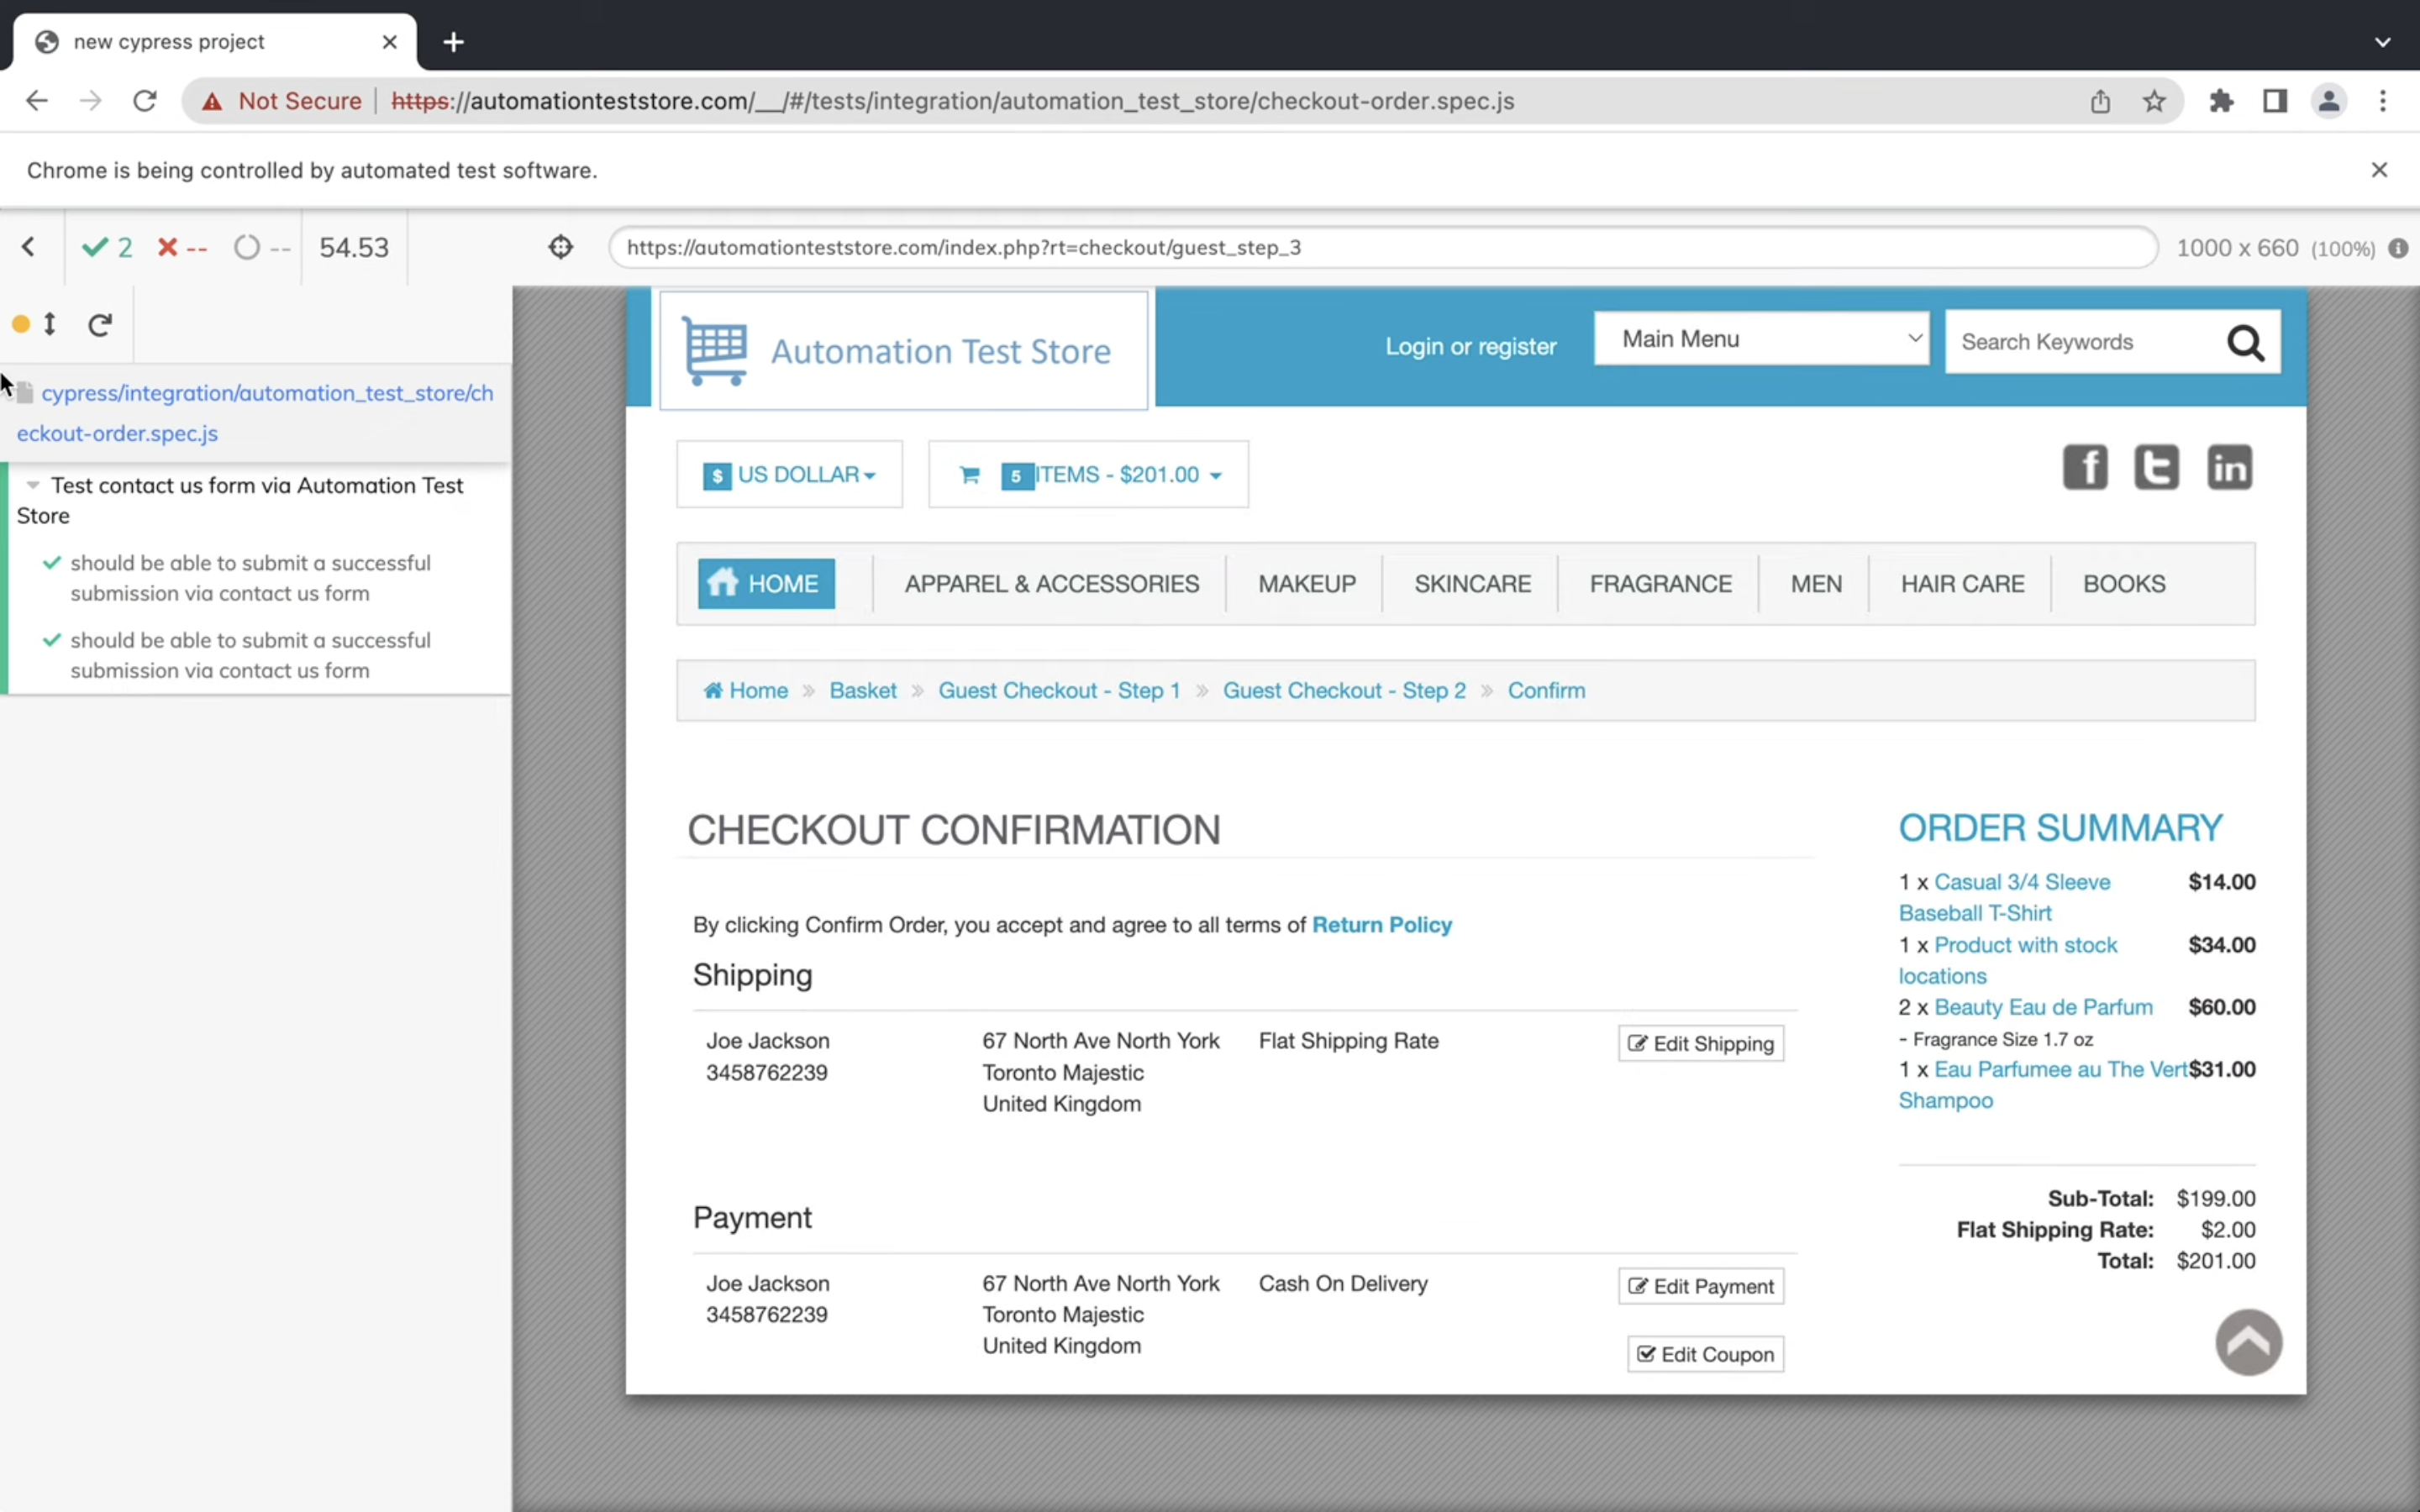 new cypress project
Not Secure
https://automationteststore.com/__/#/tests/integration/automation_test_store/checkout-order.spec.js
Chrome is being controlled by automated test software.
2 -- -- 54.53
https://automationteststore.com/index.php?rt=checkout/guest_step_3
1000 x 660 (100%)
cypress/integration/automation_test_store/ch
eckout-order.spec.js
Test contact us form via Automation Test
Store
should be able to submit a successful
submission via contact us form
should be able to submit a successful
submission via contact us form
Automation Test Store
Login or register
Main Menu
Search Keywords
$ US DOLLAR
5 ITEMS - $201.00
f t in
HOME APPAREL & ACCESSORIES MAKEUP SKINCARE FRAGRANCE MEN HAIR CARE BOOKS
Home » Basket » Guest Checkout - Step 1 » Guest Checkout - Step 2 » Confirm
CHECKOUT CONFIRMATION
By clicking Confirm Order, you accept and agree to all terms of Return Policy
Shipping
Joe Jackson 67 North Ave North York Flat Shipping Rate Edit Shipping
3458762239 Toronto Majestic
United Kingdom
Payment
Joe Jackson 67 North Ave North York Cash On Delivery Edit Payment
3458762239 Toronto Majestic
United Kingdom
Edit Coupon
ORDER SUMMARY
1 x Casual 3/4 Sleeve $14.00
Baseball T-Shirt
1 x Product with stock $34.00
locations
2 x Beauty Eau de Parfum $60.00
- Fragrance Size 1.7 oz
1 x Eau Parfumee au The Vert $31.00
Shampoo
Sub-Total: $199.00
Flat Shipping Rate: $2.00
Total: $201.00